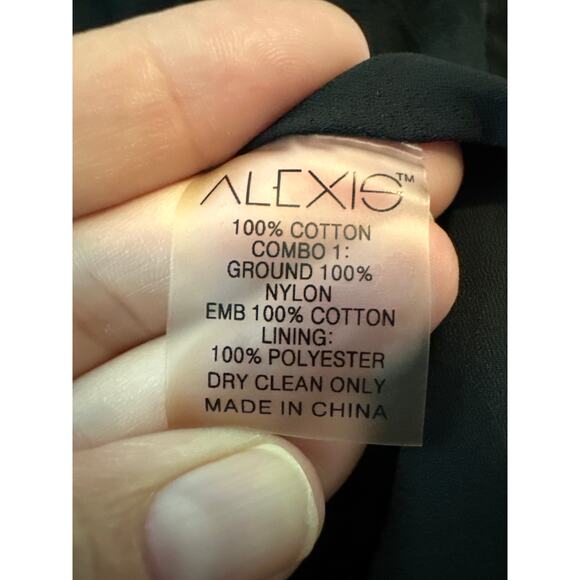 ALEXIS™
100% COTTON
COMBO 1:
GROUND 100%
NYLON
EMB 100% COTTON
LINING:
100% POLYESTER
DRY CLEAN ONLY
MADE IN CHINA